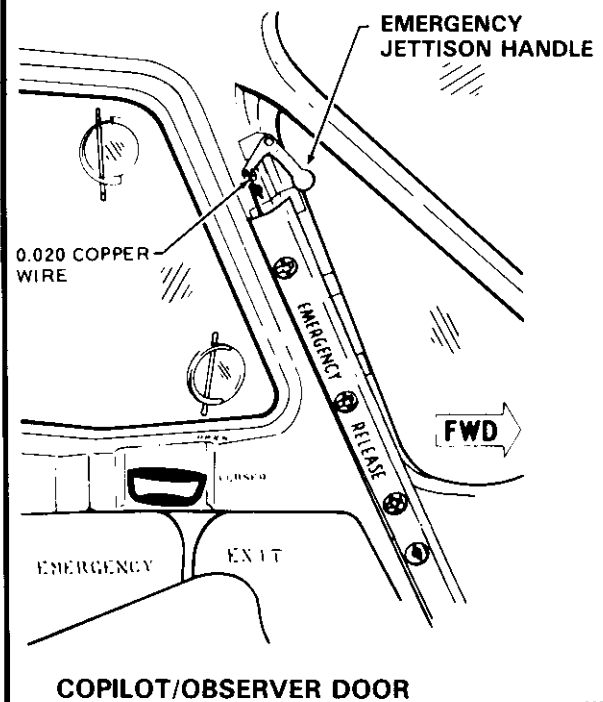 EMERGENCY
JETTISON HANDLE
0.020 COPPER
WIRE
EMERGENCY RELEASE
FWD
CLOSED
EMERGENCY EXIT
COPILOT/OBSERVER DOOR